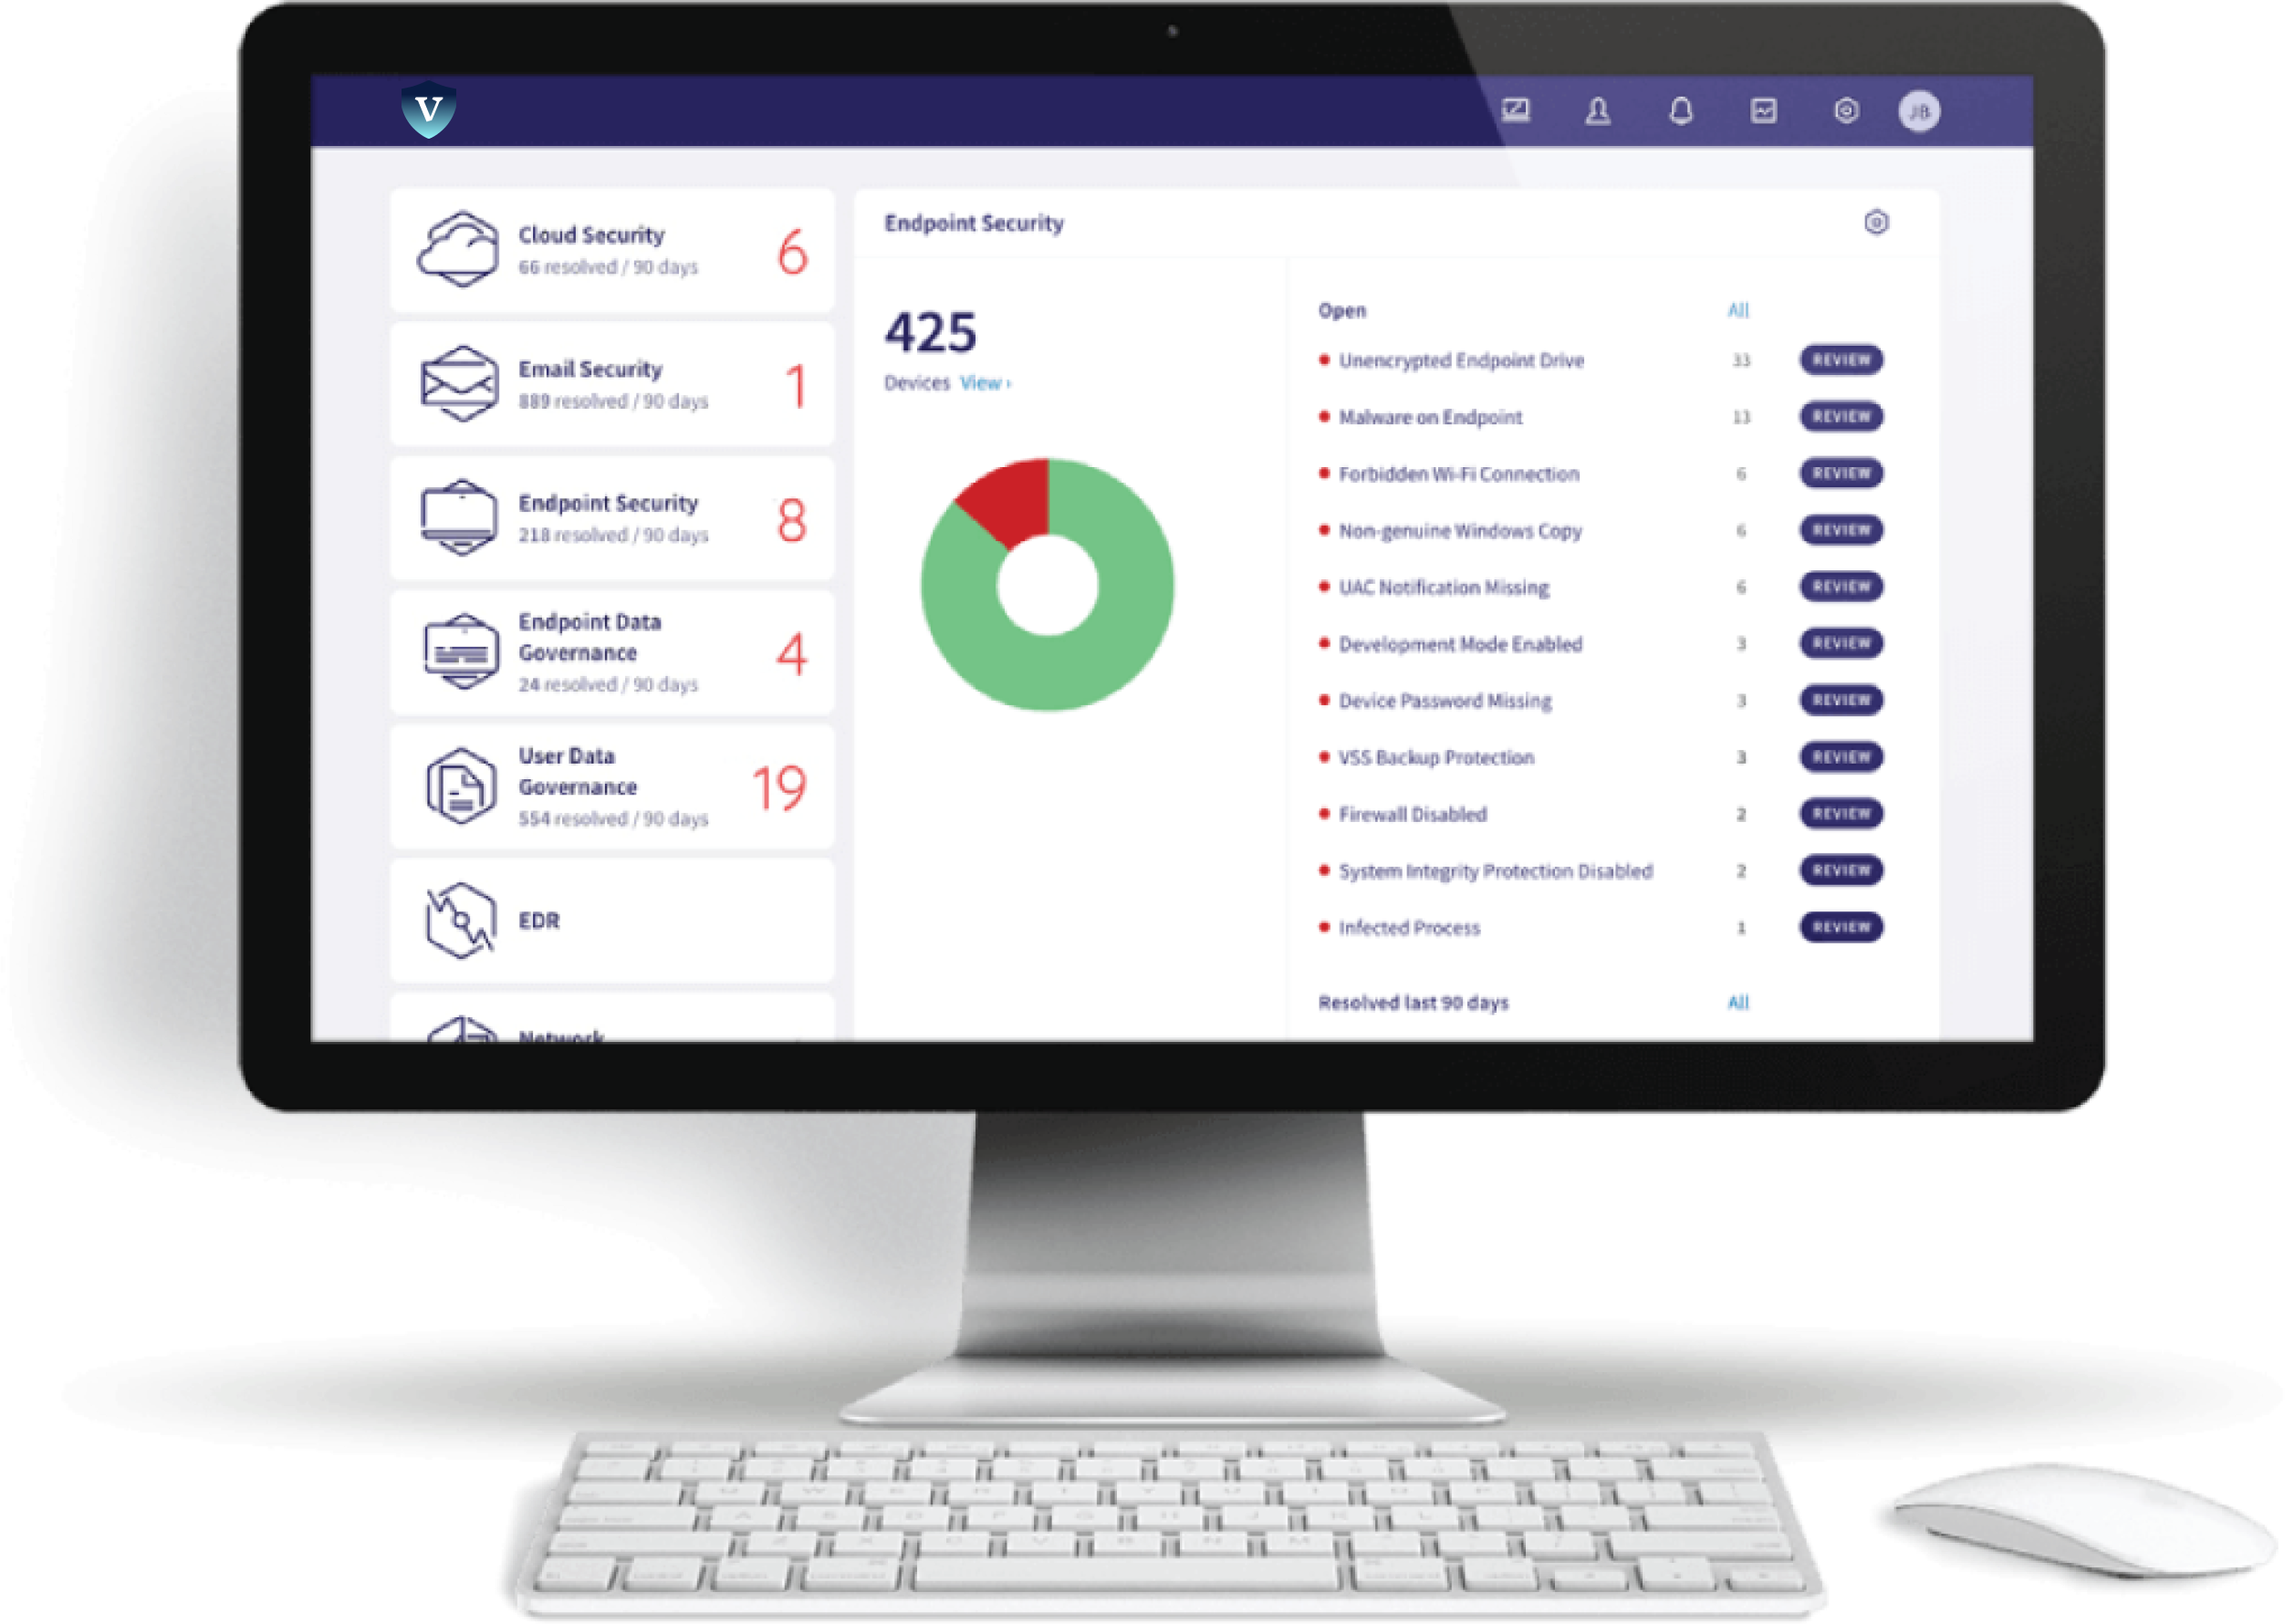 V
JB
Cloud Security
66 resolved / 90 days
6
Email Security
889 resolved / 90 days
1
Endpoint Security
218 resolved / 90 days
8
Endpoint Data
Governance
24 resolved / 90 days
4
User Data
Governance
554 resolved / 90 days
19
EDR
Network
Endpoint Security
425
Devices View ›
Open All
Unencrypted Endpoint Drive 33 REVIEW
Malware on Endpoint 13 REVIEW
Forbidden Wi-Fi Connection 6 REVIEW
Non-genuine Windows Copy 6 REVIEW
UAC Notification Missing 6 REVIEW
Development Mode Enabled 3 REVIEW
Device Password Missing 3 REVIEW
VSS Backup Protection 3 REVIEW
Firewall Disabled 2 REVIEW
System Integrity Protection Disabled 2 REVIEW
Infected Process 1 REVIEW
Resolved last 90 days All